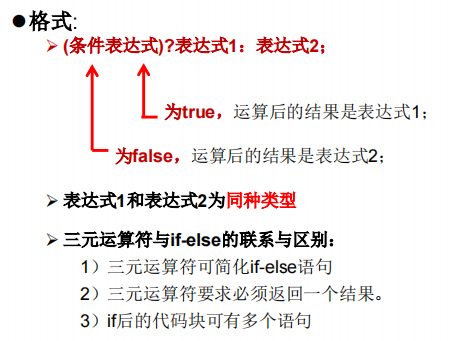 ●格式:
➢ (条件表达式)?表达式1：表达式2；
为true，运算后的结果是表达式1；
为false，运算后的结果是表达式2；
➢ 表达式1和表达式2为同种类型
➢ 三元运算符与if-else的联系与区别：
1）三元运算符可简化if-else语句
2）三元运算符要求必须返回一个结果。
3）if后的代码块可有多个语句